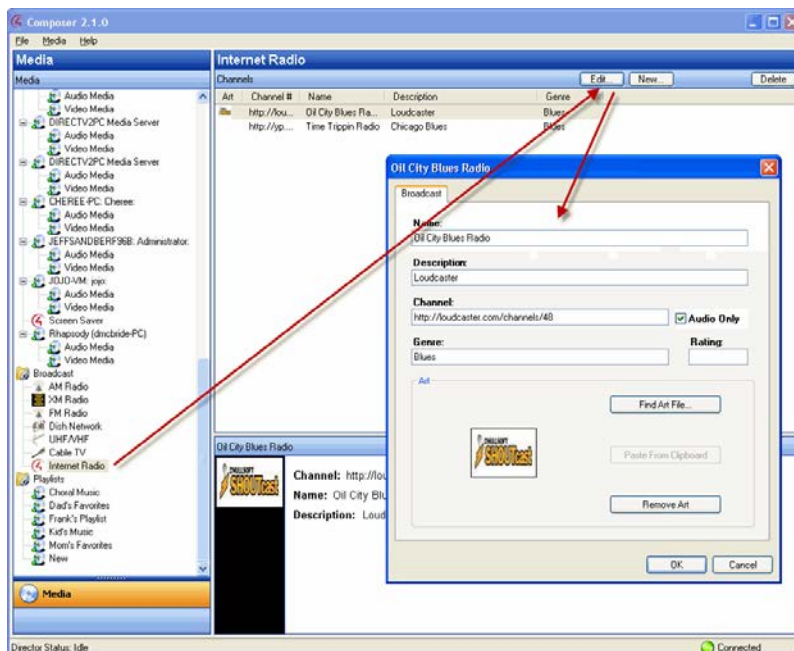 Composer 2.1.0
File Media Help
Media
Media
Audio Media
Video Media
DIRECTV2PC Media Server
Audio Media
Video Media
DIRECTV2PC Media Server
Audio Media
Video Media
CHEREE-PC: Cheree:
Audio Media
Video Media
JEFFSANDBERF96B: Administrator:
Audio Media
Video Media
JOJO-VM: jojo:
Audio Media
Video Media
Screen Saver
Rhapsody (dmcbride-PC)
Audio Media
Video Media
Broadcast
AM Radio
XM Radio
FM Radio
Dish Network
UHF/VHF
Cable TV
Internet Radio
Playlists
Choral Music
Dad's Favorites
Frank's Playlist
Kid's Music
Mom's Favorites
New
Media
Internet Radio
Channels Edit... New... Delete
Art Channel # Name Description Genre
http://lou... Oil City Blues Ra... Loudcaster Blues
http://yp.... Time Trippin Radio Chicago Blues Blues
Oil City Blues Radio
NULLSOFT
SHOUTcast
Channel: http://lou
Name: Oil City Blu
Description: Loud
Oil City Blues Radio
Broadcast
Name:
Oil City Blues Radio
Description:
Loudcaster
Channel:
http://loudcaster.com/channels/48 Audio Only
Genre: Rating:
Blues
Art
Find Art File...
NULLSOFT
SHOUTcast
Paste From Clipboard
Remove Art
OK Cancel
Director Status: Idle Connected